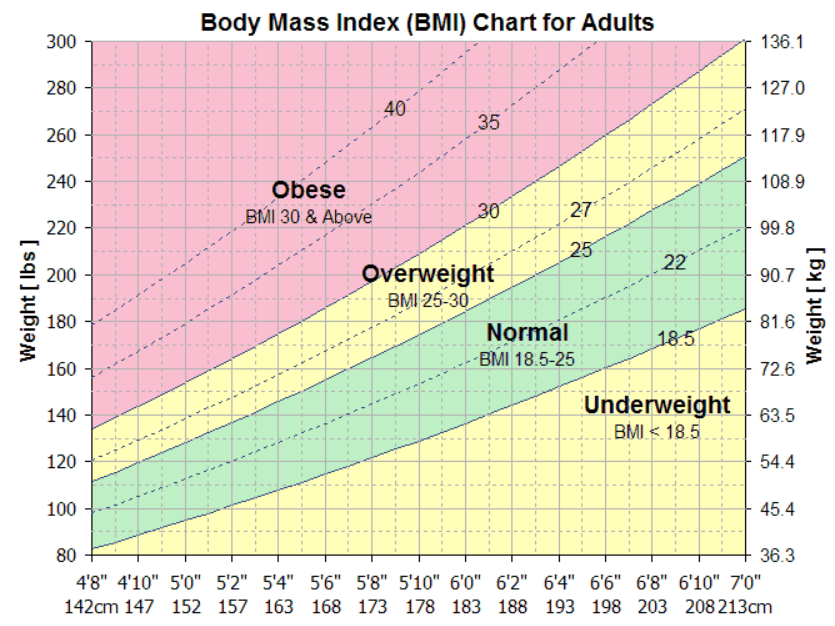 Body Mass Index (BMI) Chart for Adults
300
280
260
240
220
200
180
160
140
120
100
80
Weight [ lbs ]
136.1
127.0
117.9
108.9
99.8
90.7
81.6
72.6
63.5
54.4
45.4
36.3
Weight [ kg ]
40
35
Obese
BMI 30 & Above
30
27
25
22
Overweight
BMI 25-30
Normal
BMI 18.5-25
18.5
Underweight
BMI < 18.5
4'8" 4'10" 5'0" 5'2" 5'4" 5'6" 5'8" 5'10" 6'0" 6'2" 6'4" 6'6" 6'8" 6'10" 7'0"
142cm 147 152 157 163 168 173 178 183 188 193 198 203 208 213cm